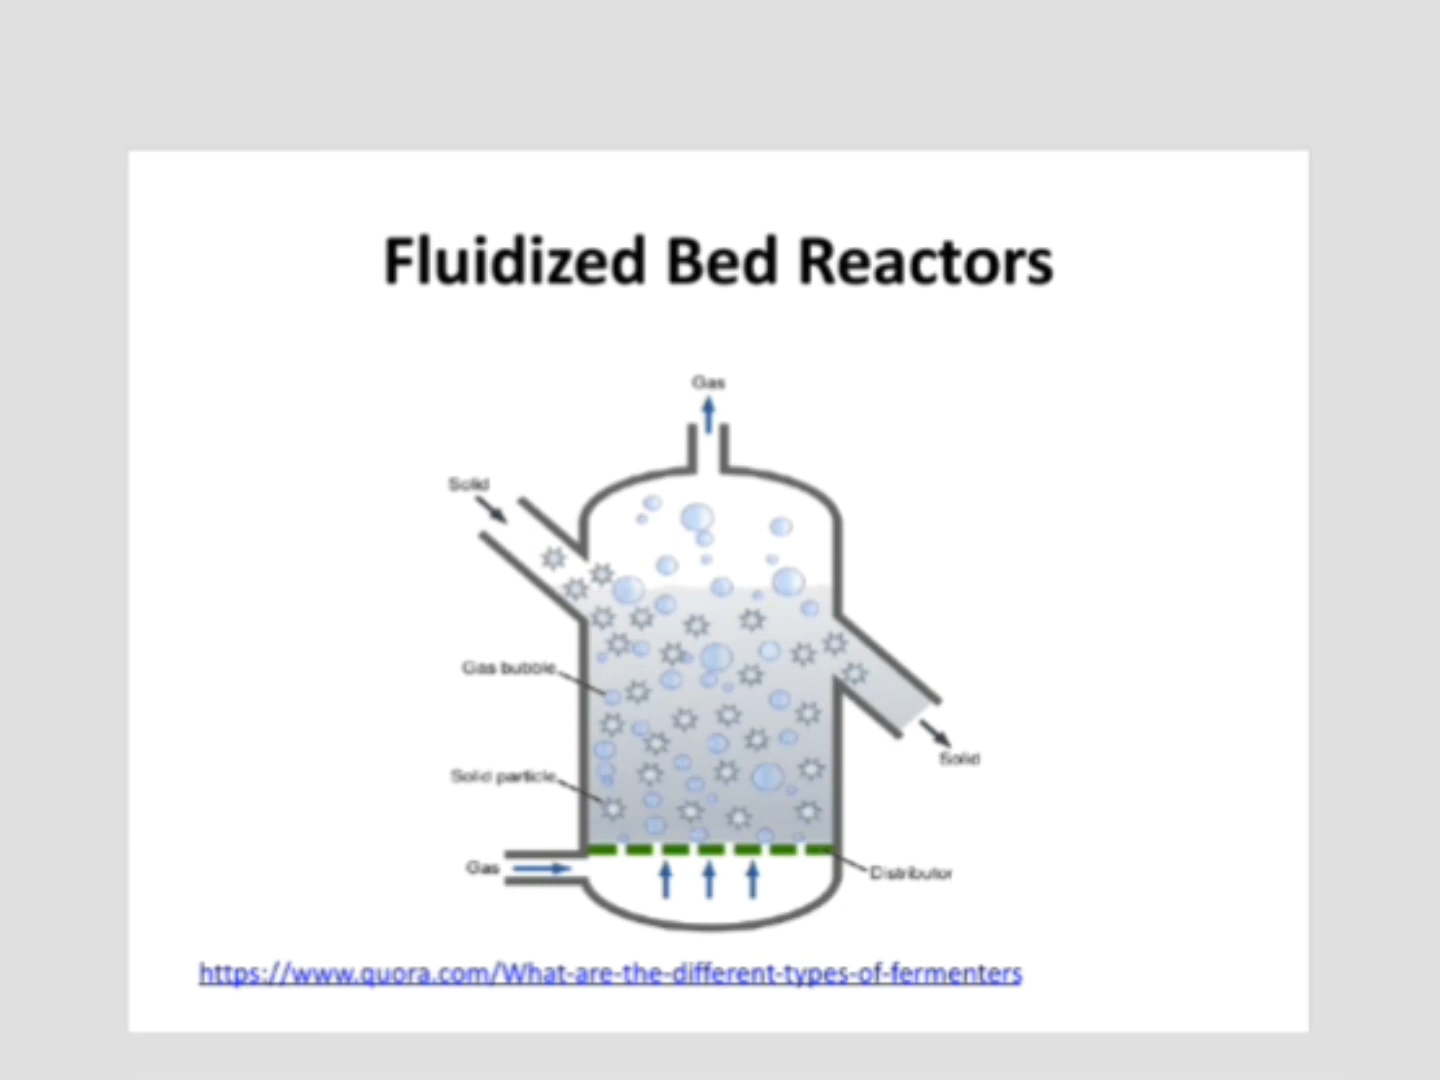 Fluidized Bed Reactors
Gas
Solid
Gas bubble
Solid particle
Solid
Gas
Distributor
https://www.quora.com/What-are-the-different-types-of-fermenters